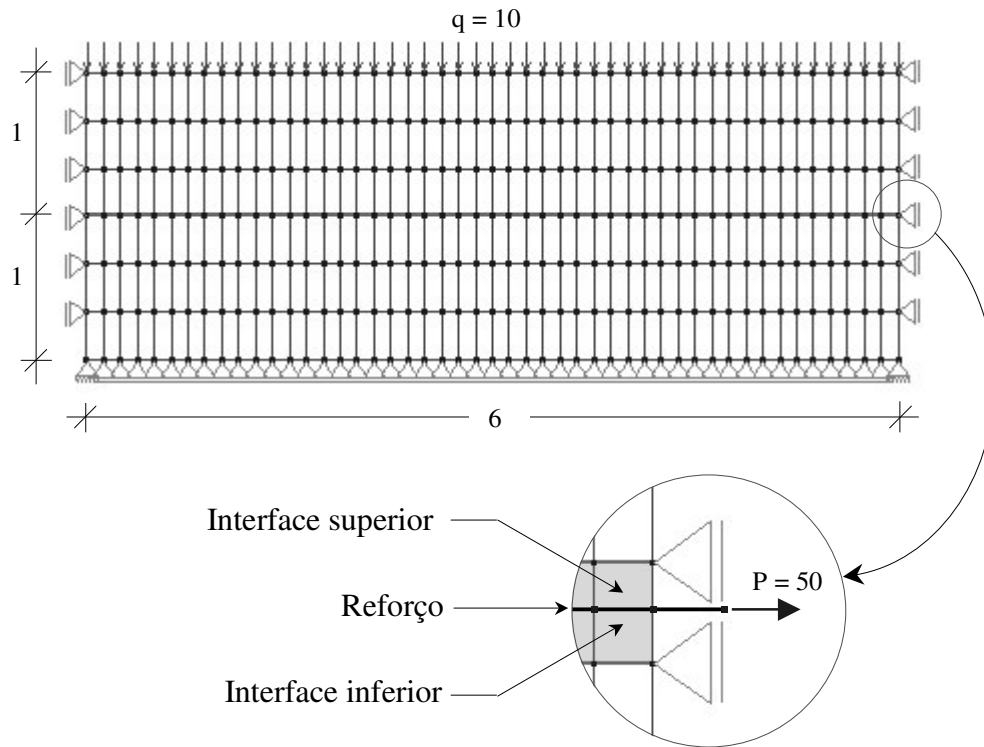 q = 10
1
1
6
Interface superior
P = 50
Reforço
Interface inferior